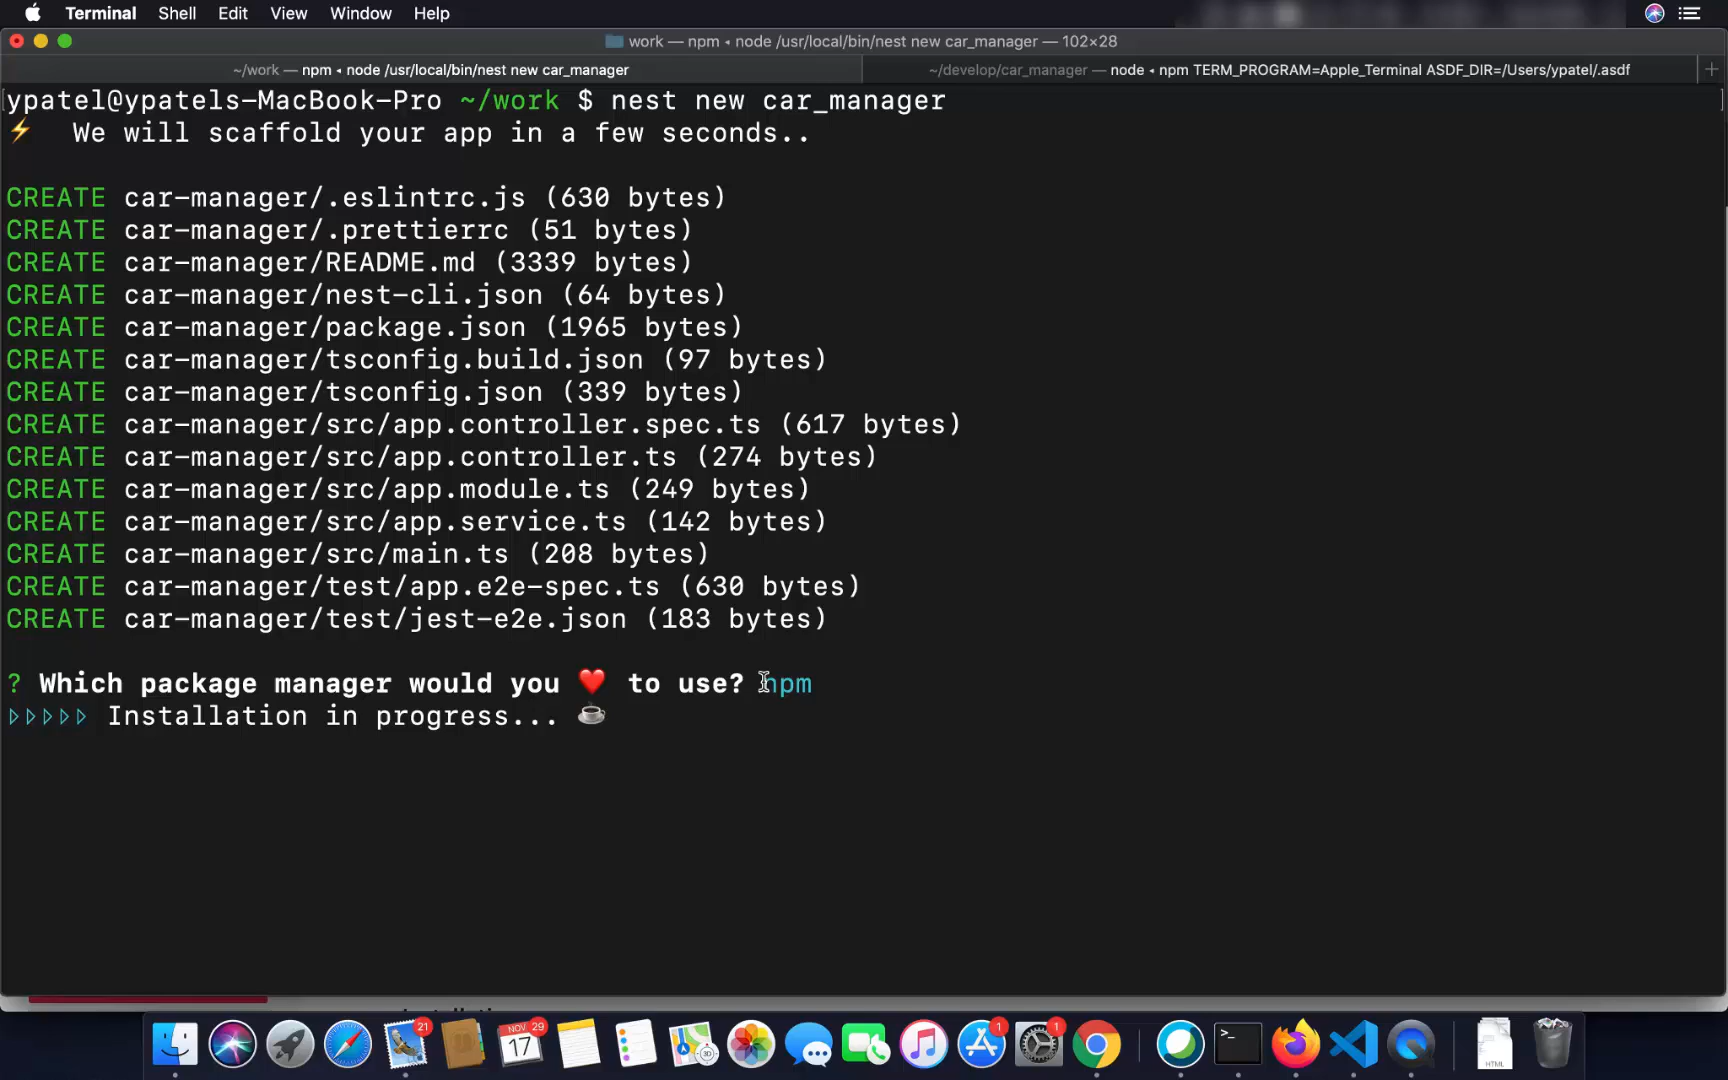 Terminal Shell Edit View Window Help
work — npm ◂ node /usr/local/bin/nest new car_manager — 102×28
~/work — npm ◂ node /usr/local/bin/nest new car_manager
~/develop/car_manager — node ◂ npm TERM_PROGRAM=Apple_Terminal ASDF_DIR=/Users/ypatel/.asdf
[ypatel@ypatels-MacBook-Pro ~/work $ nest new car_manager ]
⚡ We will scaffold your app in a few seconds..
CREATE car-manager/.eslintrc.js (630 bytes)
CREATE car-manager/.prettierrc (51 bytes)
CREATE car-manager/README.md (3339 bytes)
CREATE car-manager/nest-cli.json (64 bytes)
CREATE car-manager/package.json (1965 bytes)
CREATE car-manager/tsconfig.build.json (97 bytes)
CREATE car-manager/tsconfig.json (339 bytes)
CREATE car-manager/src/app.controller.spec.ts (617 bytes)
CREATE car-manager/src/app.controller.ts (274 bytes)
CREATE car-manager/src/app.module.ts (249 bytes)
CREATE car-manager/src/app.service.ts (142 bytes)
CREATE car-manager/src/main.ts (208 bytes)
CREATE car-manager/test/app.e2e-spec.ts (630 bytes)
CREATE car-manager/test/jest-e2e.json (183 bytes)
? Which package manager would you ❤️ to use? npm
▹▹▹▹▹ Installation in progress... ☕
21
NOV 29
17
3D
1
1
>_
HTML